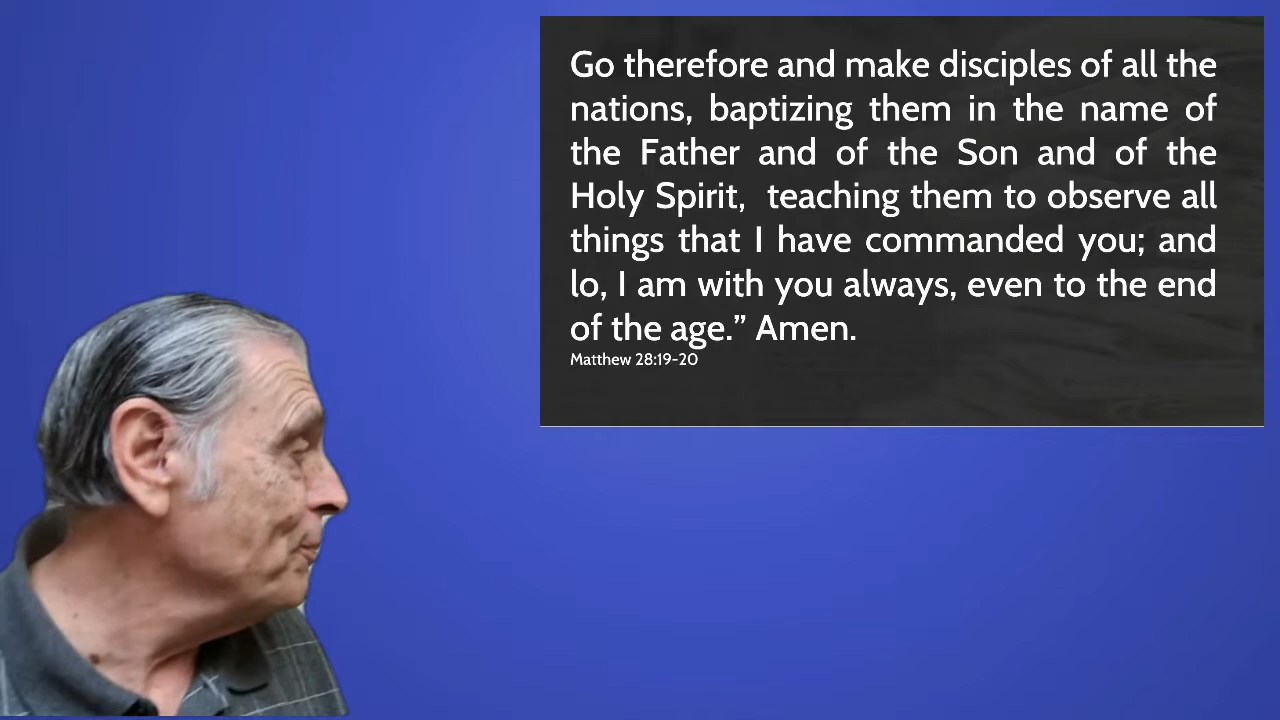 Go therefore and make disciples of all the
nations, baptizing them in the name of
the Father and of the Son and of the
Holy Spirit,  teaching them to observe all
things that I have commanded you; and
lo, I am with you always, even to the end
of the age.” Amen.
Matthew 28:19-20